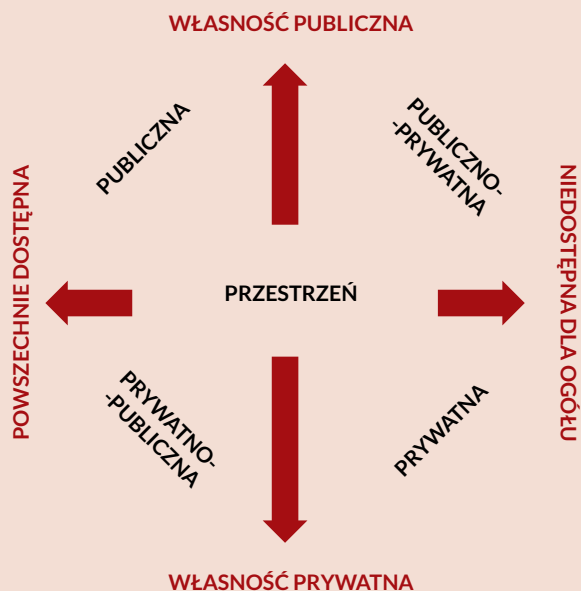 WŁASNOŚĆ PUBLICZNA
PUBLICZNA
PUBLICZNO-
-PRYWATNA
POWSZECHNIE DOSTĘPNA
PRZESTRZEŃ
NIEDOSTĘPNA DLA OGÓŁU
PRYWATNO-
-PUBLICZNA
PRYWATNA
WŁASNOŚĆ PRYWATNA